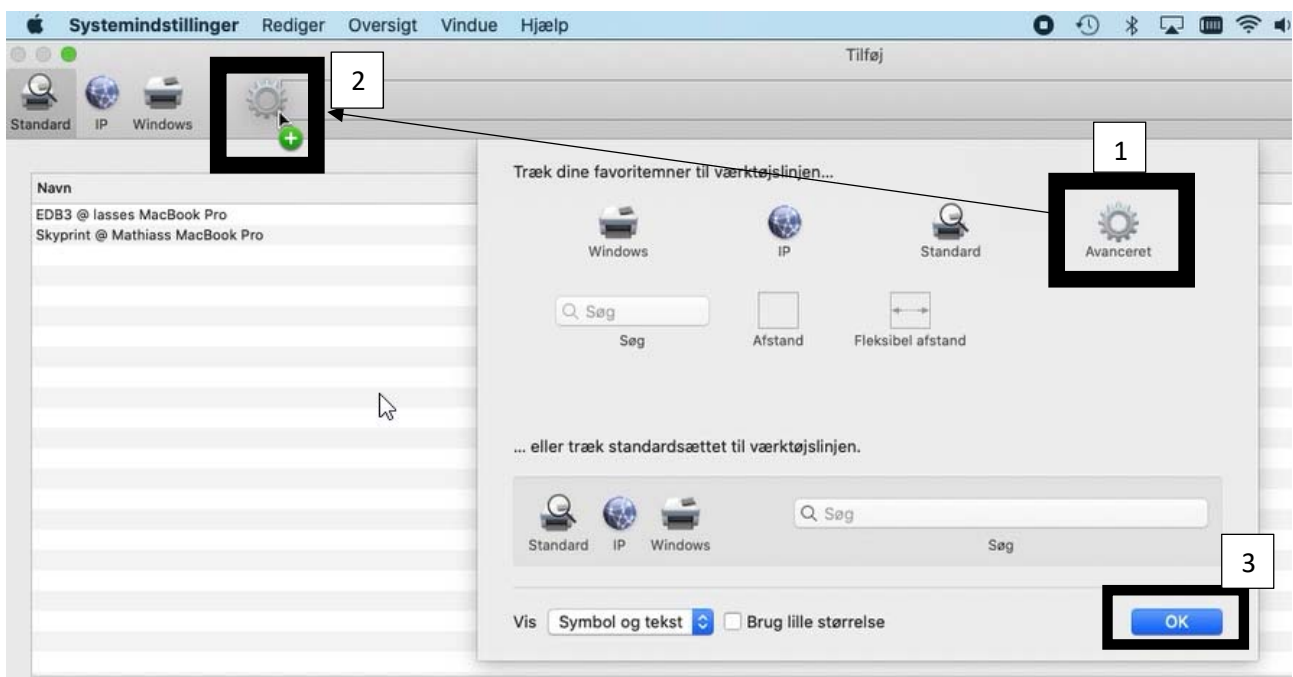 Systemindstillinger Rediger Oversigt Vindue Hjælp
Tilføj
2
Standard IP Windows
1
Træk dine favoritemner til værktøjslinjen...
Navn
EDB3 @ lasses MacBook Pro
Skyprint @ Mathiass MacBook Pro
Windows IP Standard Avanceret
Søg
Søg Afstand Fleksibel afstand
... eller træk standardsættet til værktøjslinjen.
Søg
Standard IP Windows Søg
3
Vis Symbol og tekst Brug lille størrelse OK